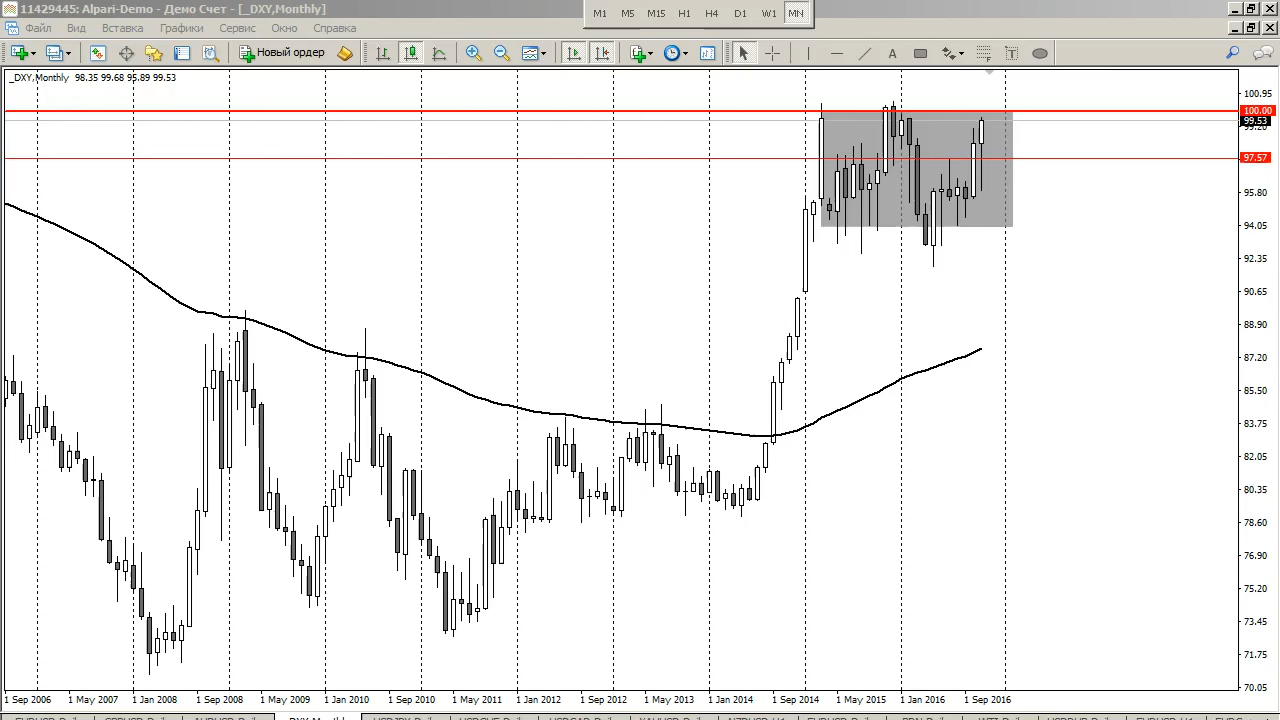 11429445: Alpari-Demo - Демо Счет - [_DXY,Monthly]
M1 M5 M15 H1 H4 D1 W1 MN
Файл Вид Вставка Графики Сервис Окно Справка
Новый ордер
A
T
_DXY,Monthly 98.35 99.68 95.89 99.53
100.95
100.00
99.53
99.20
97.57
95.80
94.05
92.35
90.65
88.90
87.20
85.50
83.75
82.05
80.35
78.60
76.90
75.20
73.45
71.75
70.05
1 Sep 2006 1 May 2007 1 Jan 2008 1 Sep 2008 1 May 2009 1 Jan 2010 1 Sep 2010 1 May 2011 1 Jan 2012 1 Sep 2012 1 May 2013 1 Jan 2014 1 Sep 2014 1 May 2015 1 Jan 2016 1 Sep 2016